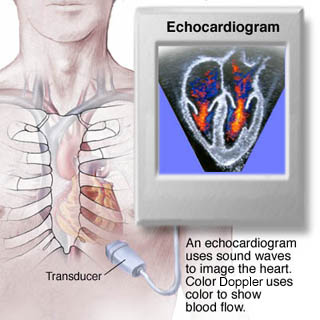 Echocardiogram
An echocardiogram
uses sound waves
to image the heart.
Color Doppler uses
color to show
blood flow.
Transducer